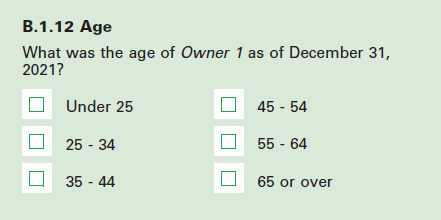 B.1.12 Age
What was the age of Owner 1 as of December 31,
2021?
Under 25
25 - 34
35 - 44
45 - 54
55 - 64
65 or over